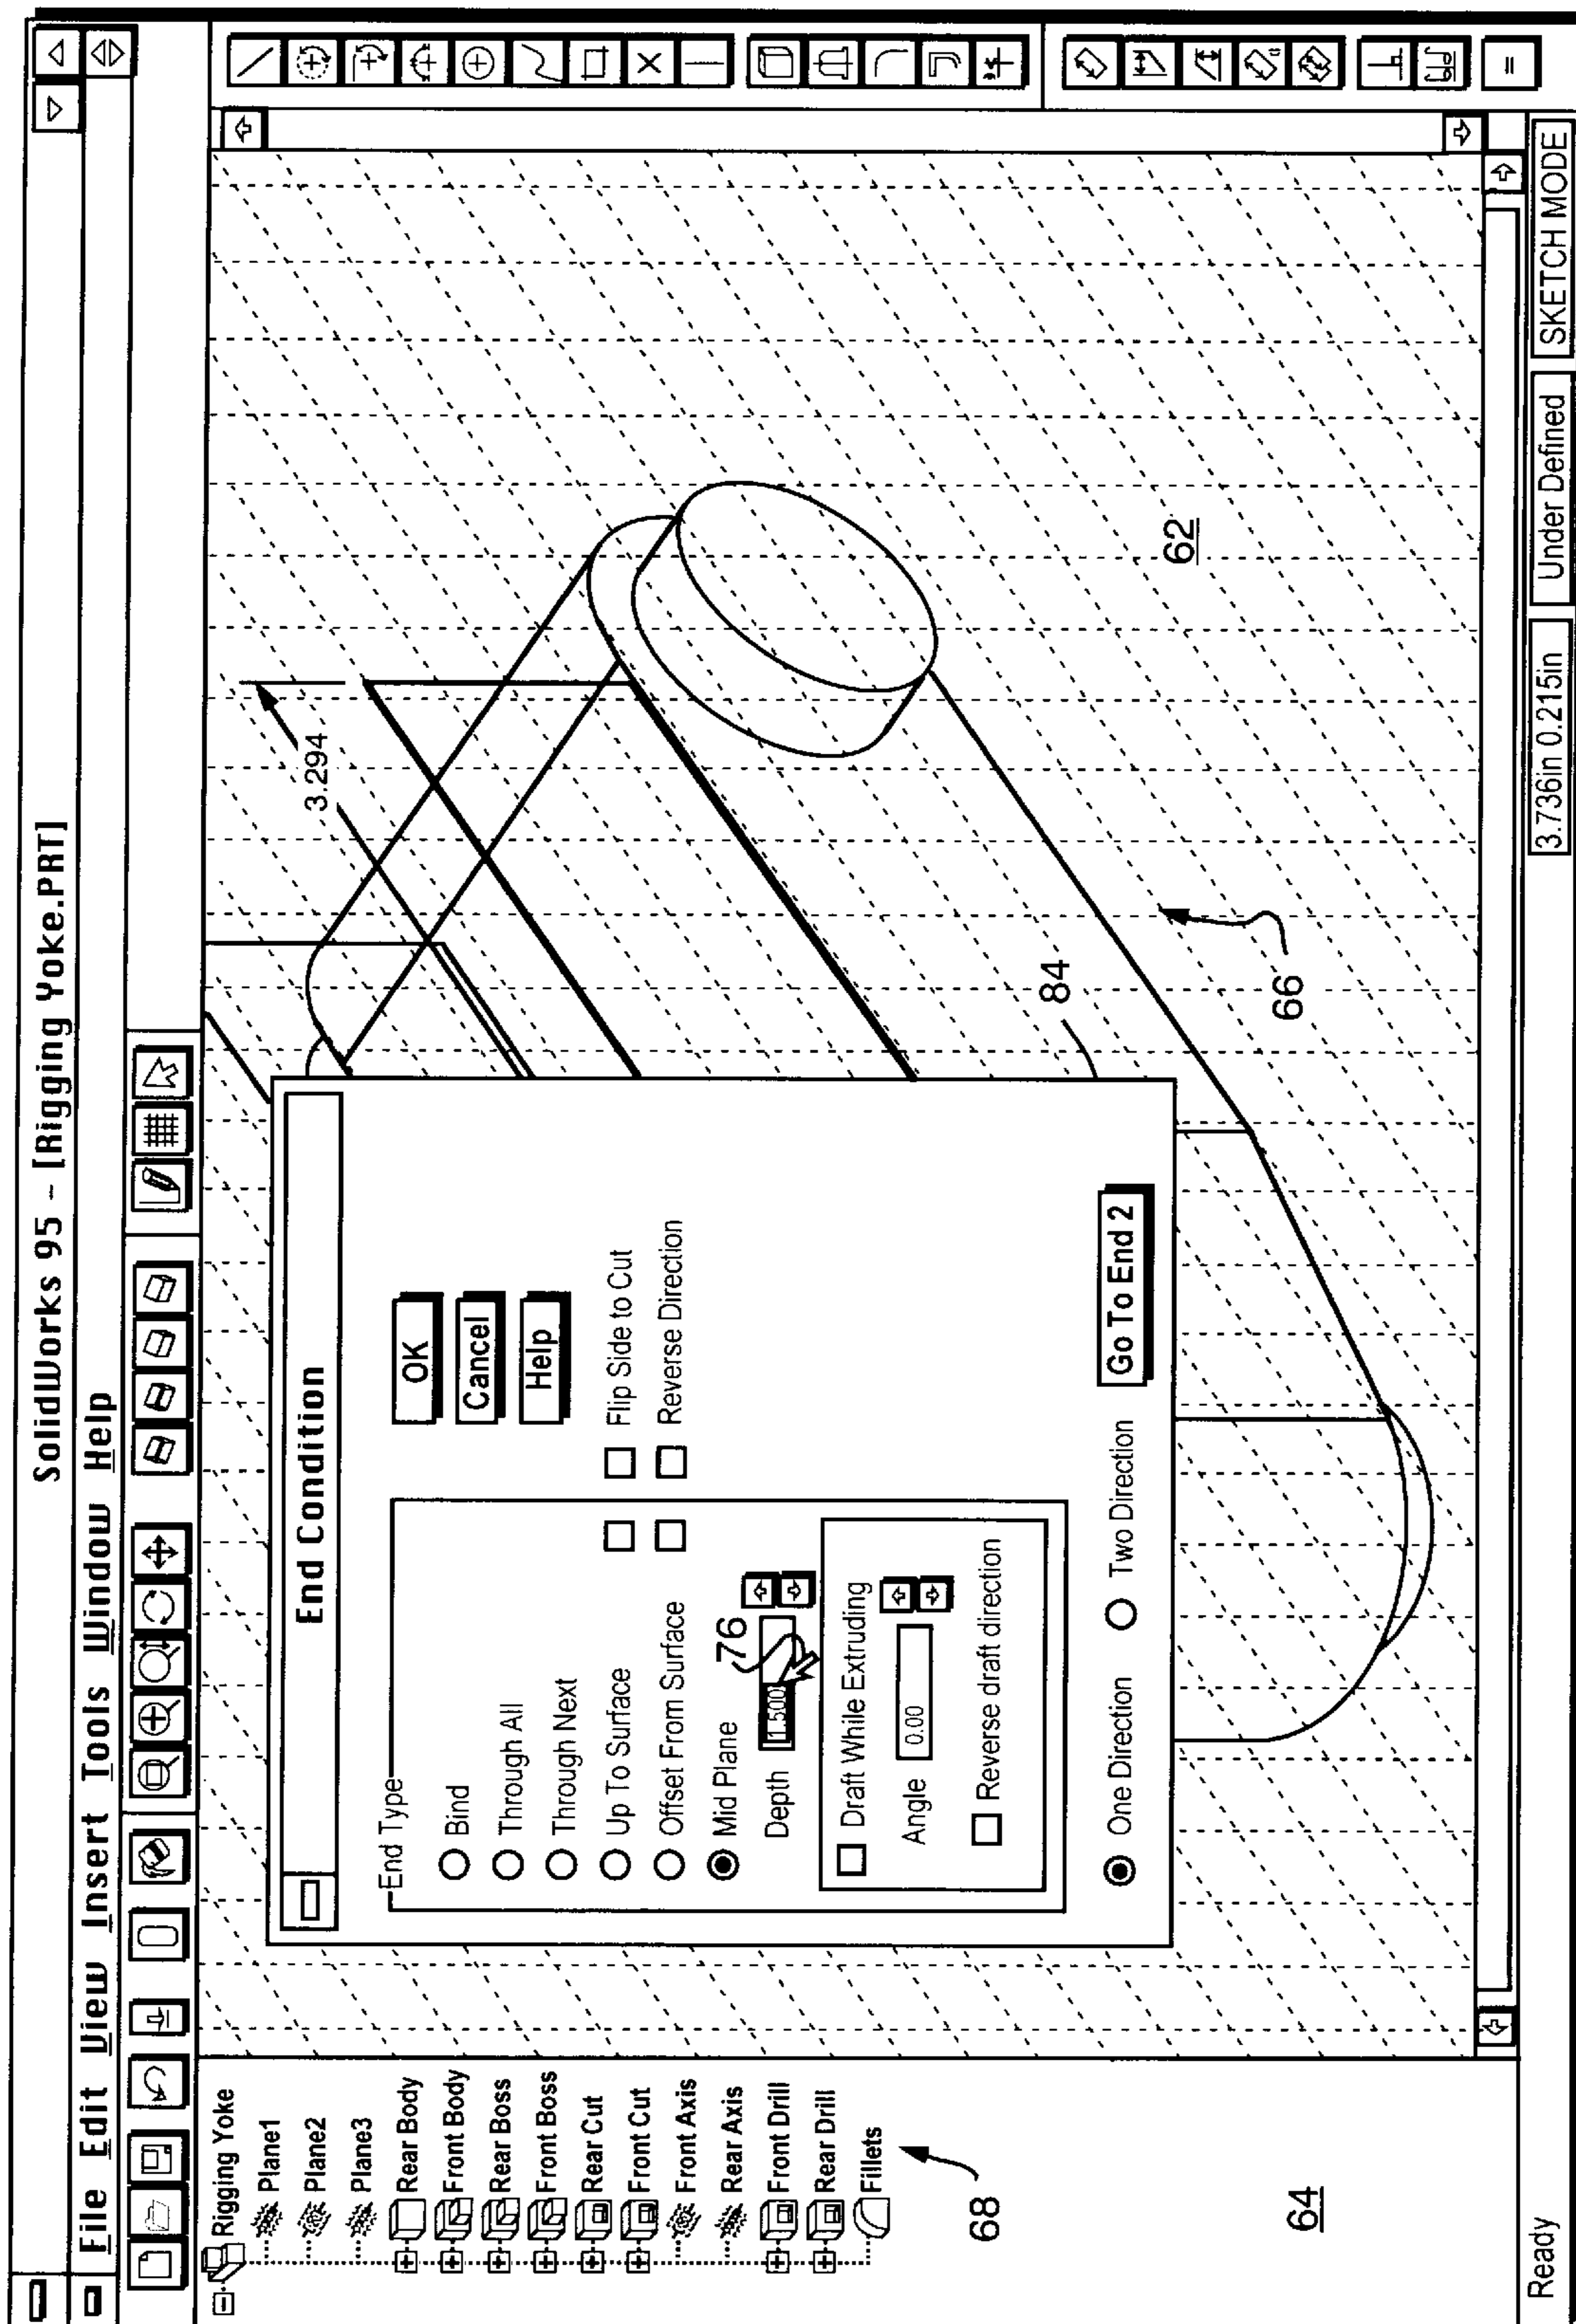 SolidWorks 95 - [Rigging Yoke.PRT]
File Edit View Insert Tools Window Help
Rigging Yoke
Plane1
Plane2
Plane3
Rear Body
Front Body
Rear Boss
Front Boss
Rear Cut
Front Cut
Front Axis
Rear Axis
Front Drill
Rear Drill
Fillets
68
64
End Condition
End Type
Bind
Through All
Through Next
Up To Surface
Offset From Surface
Mid Plane
Depth
1.500
76
Draft While Extruding
Angle
0.00
Reverse draft direction
OK
Cancel
Help
Flip Side to Cut
Reverse Direction
One Direction
Two Direction
Go To End 2
3.294
84
66
62
Ready
3.736in 0.215in
Under Defined
SKETCH MODE